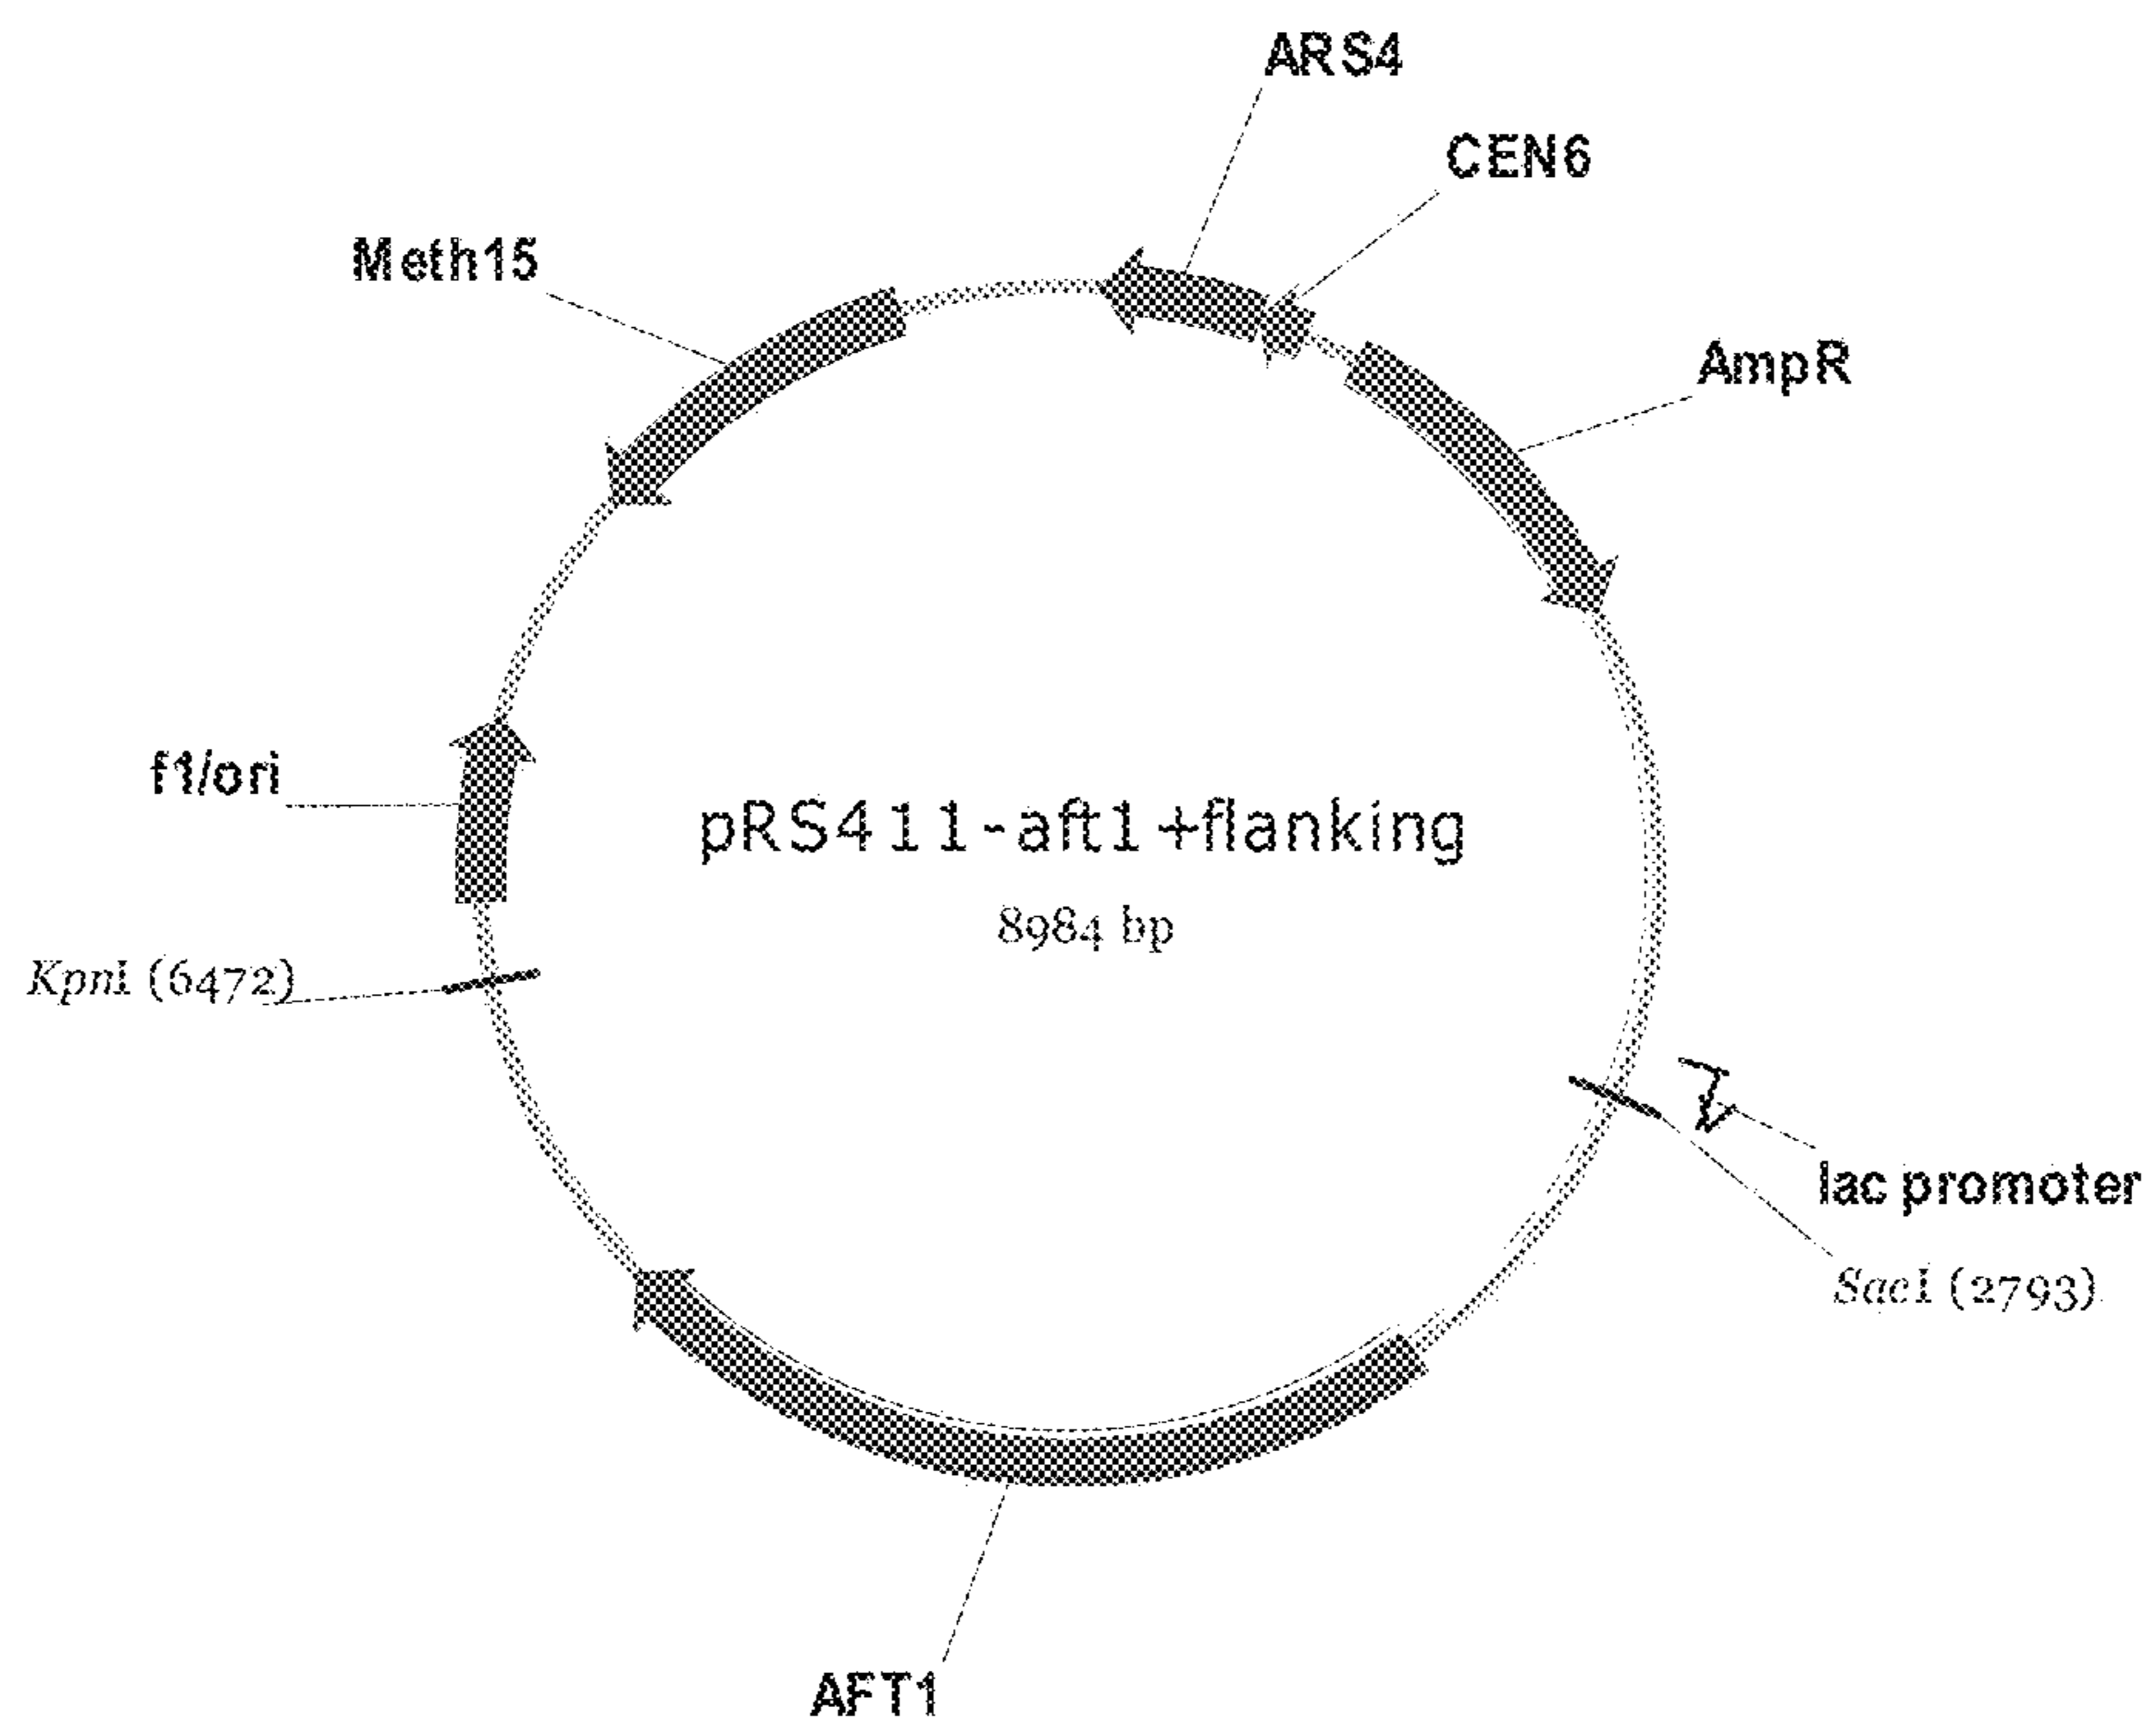 ARS4
CEN6
Meth15
AmpR
f1/ori
pRS411-aft1+flanking
8984 bp
KpnI (6472)
lac promoter
SacI (2793)
AFT1